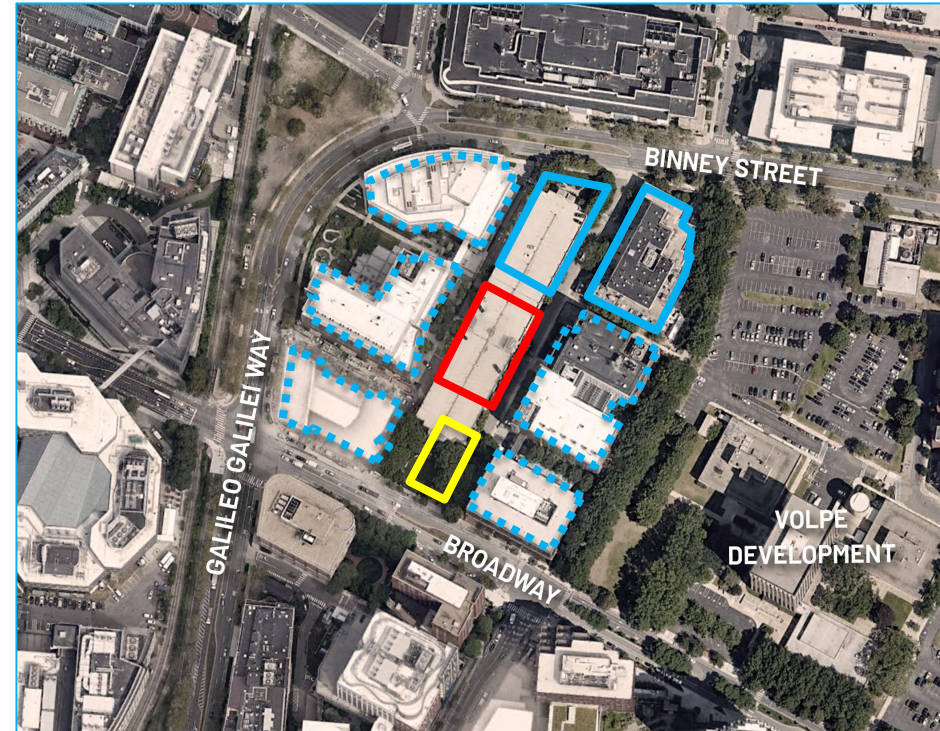 BINNEY STREET
GALILEO GALILEI WAY
VOLPE
DEVELOPMENT
BROADWAY